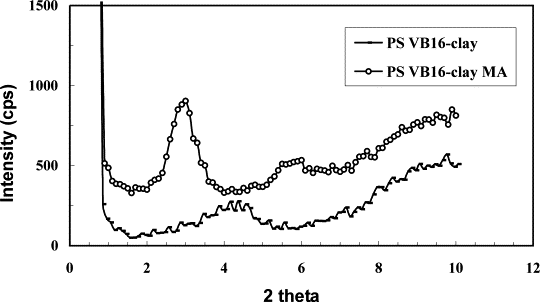 1500
PS VB16-clay
PS VB16-clay MA
1000
500
0
Intensity (cps)
0 2 4 6 8 10 12
2 theta